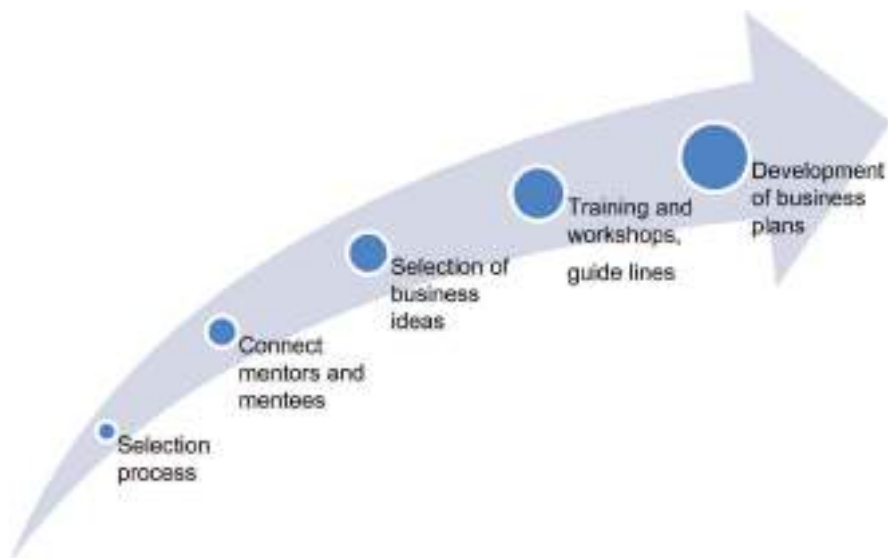 Selection
process
Connect
mentors and
mentees
Selection of
business
ideas
Training and
workshops,
guide lines
Development
of business
plans